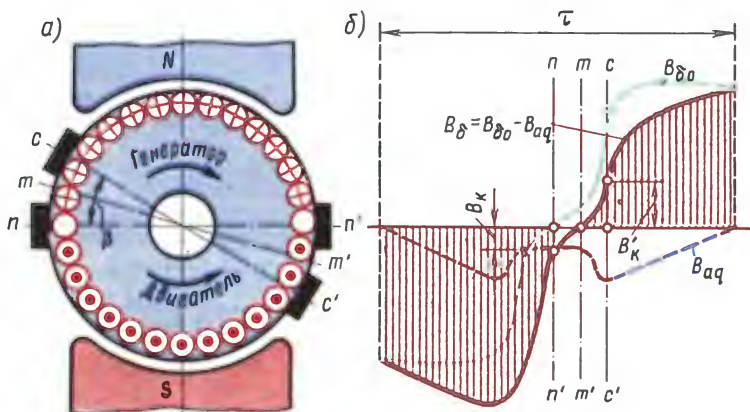 а)
N
c
m
n
Генератор
β
Двигатель
n'
m'
c'
S
б)
τ
n
m
c
B_δ0
B_δ = B_δ0 - B_aq
B_к
B'_к
B_aq
n'
m'
c'